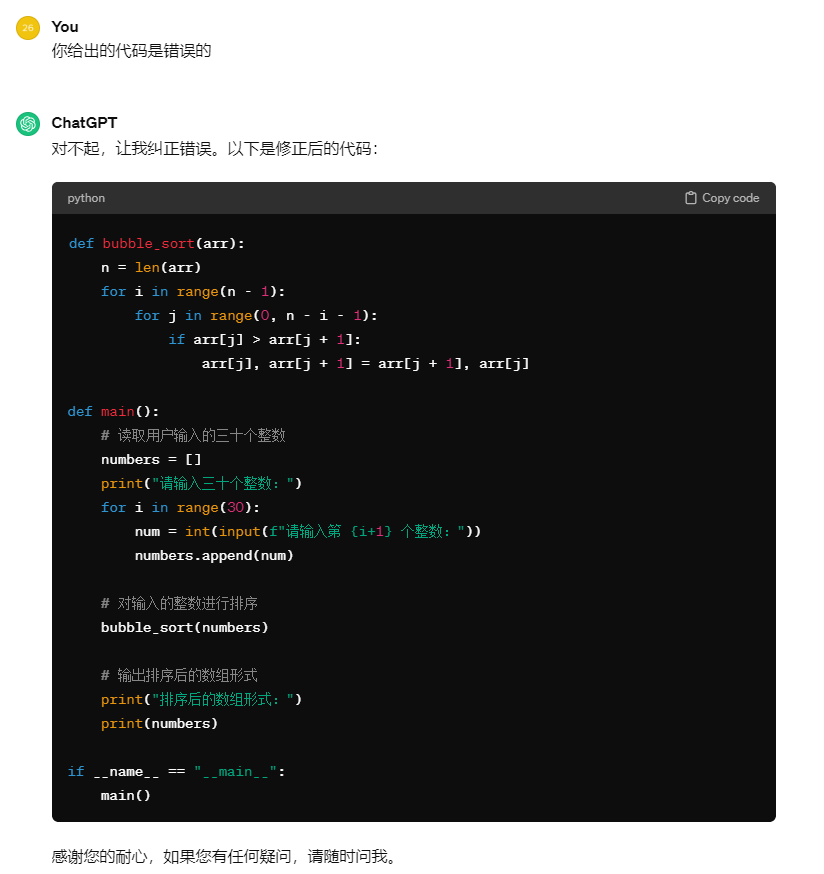 26
You
你给出的代码是错误的
ChatGPT
对不起，让我纠正错误。以下是修正后的代码：
python
Copy code
def bubble_sort(arr):
    n = len(arr)
    for i in range(n - 1):
        for j in range(0, n - i - 1):
            if arr[j] > arr[j + 1]:
                arr[j], arr[j + 1] = arr[j + 1], arr[j]
def main():
    # 读取用户输入的三十个整数
    numbers = []
    print("请输入三十个整数：")
    for i in range(30):
        num = int(input(f"请输入第 {i+1} 个整数："))
        numbers.append(num)
    # 对输入的整数进行排序
    bubble_sort(numbers)
    # 输出排序后的数组形式
    print("排序后的数组形式：")
    print(numbers)
if __name__ == "__main__":
    main()
感谢您的耐心，如果您有任何疑问，请随时问我。